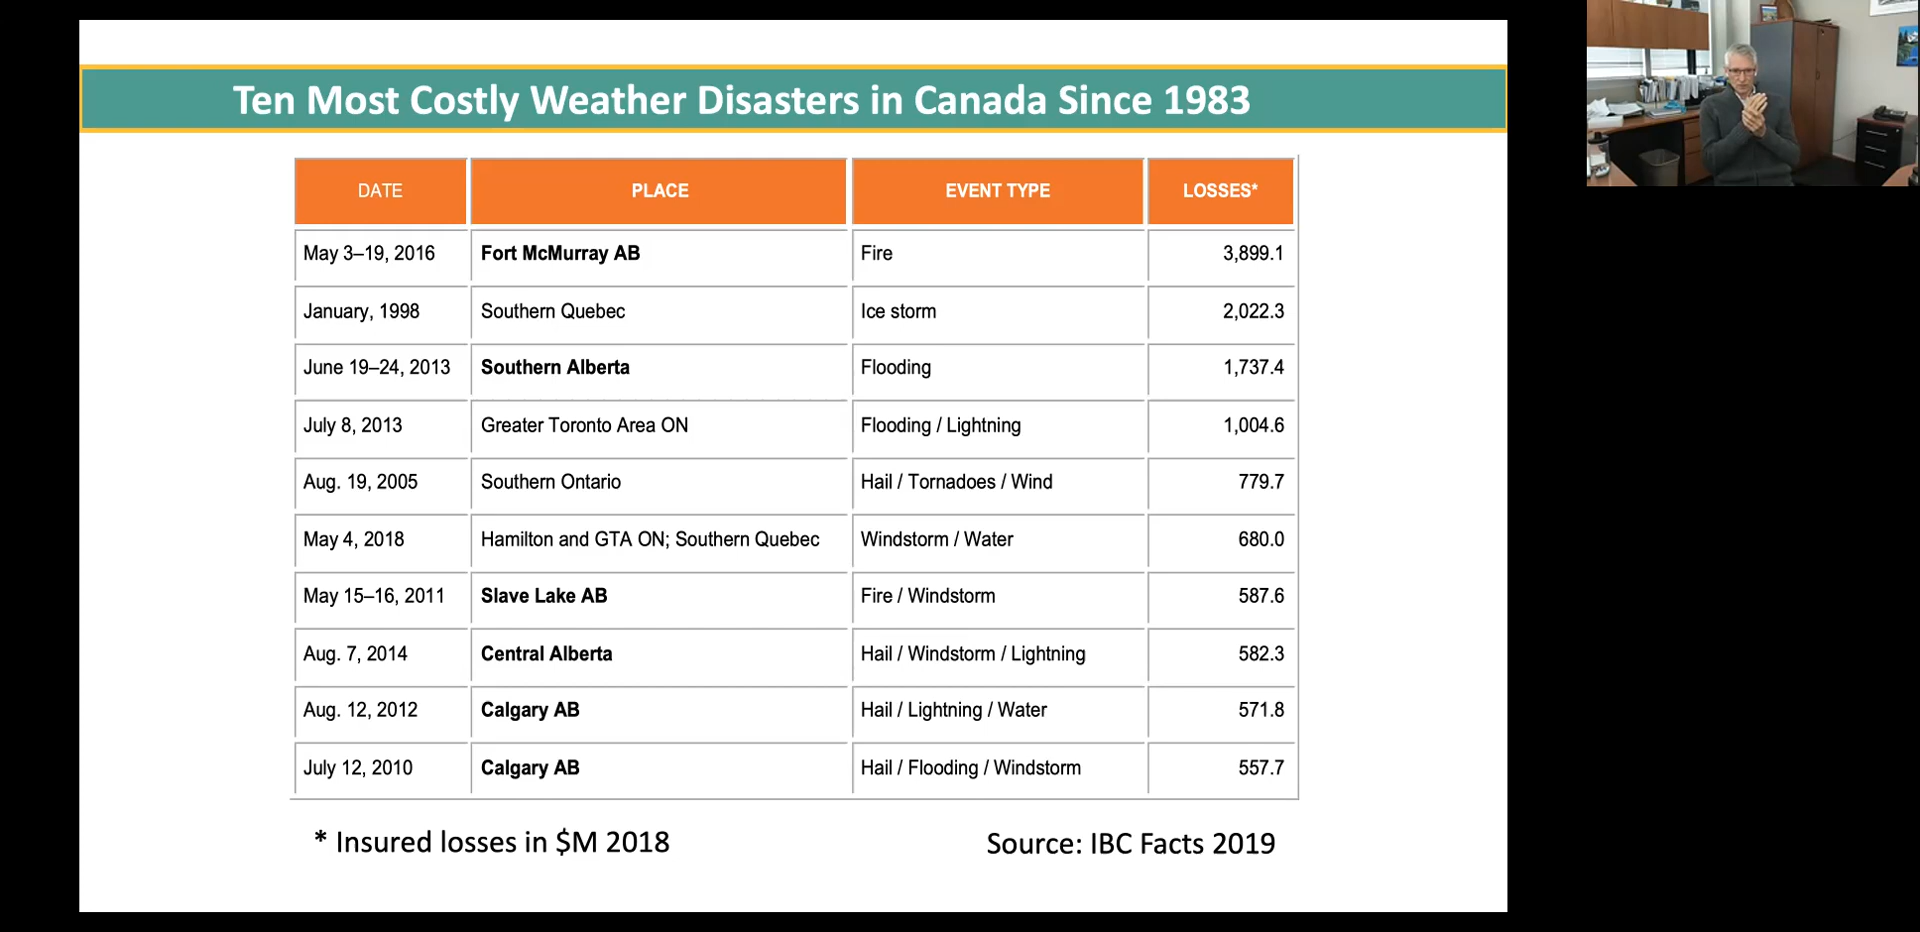 Ten Most Costly Weather Disasters in Canada Since 1983
DATE PLACE EVENT TYPE LOSSES*
May 3–19, 2016 Fort McMurray AB Fire 3,899.1
January, 1998 Southern Quebec Ice storm 2,022.3
June 19–24, 2013 Southern Alberta Flooding 1,737.4
July 8, 2013 Greater Toronto Area ON Flooding / Lightning 1,004.6
Aug. 19, 2005 Southern Ontario Hail / Tornadoes / Wind 779.7
May 4, 2018 Hamilton and GTA ON; Southern Quebec Windstorm / Water 680.0
May 15–16, 2011 Slave Lake AB Fire / Windstorm 587.6
Aug. 7, 2014 Central Alberta Hail / Windstorm / Lightning 582.3
Aug. 12, 2012 Calgary AB Hail / Lightning / Water 571.8
July 12, 2010 Calgary AB Hail / Flooding / Windstorm 557.7
* Insured losses in $M 2018 Source: IBC Facts 2019